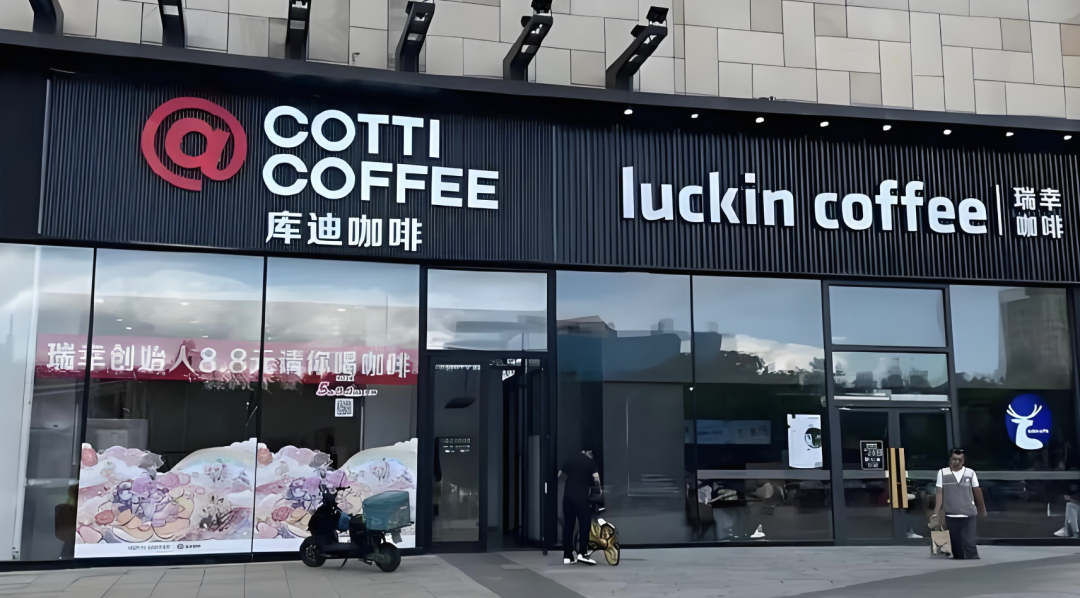 @ COTTI
COFFEE
库迪咖啡
luckin coffee
瑞幸
咖啡
瑞幸创始人8.8元请你喝咖啡